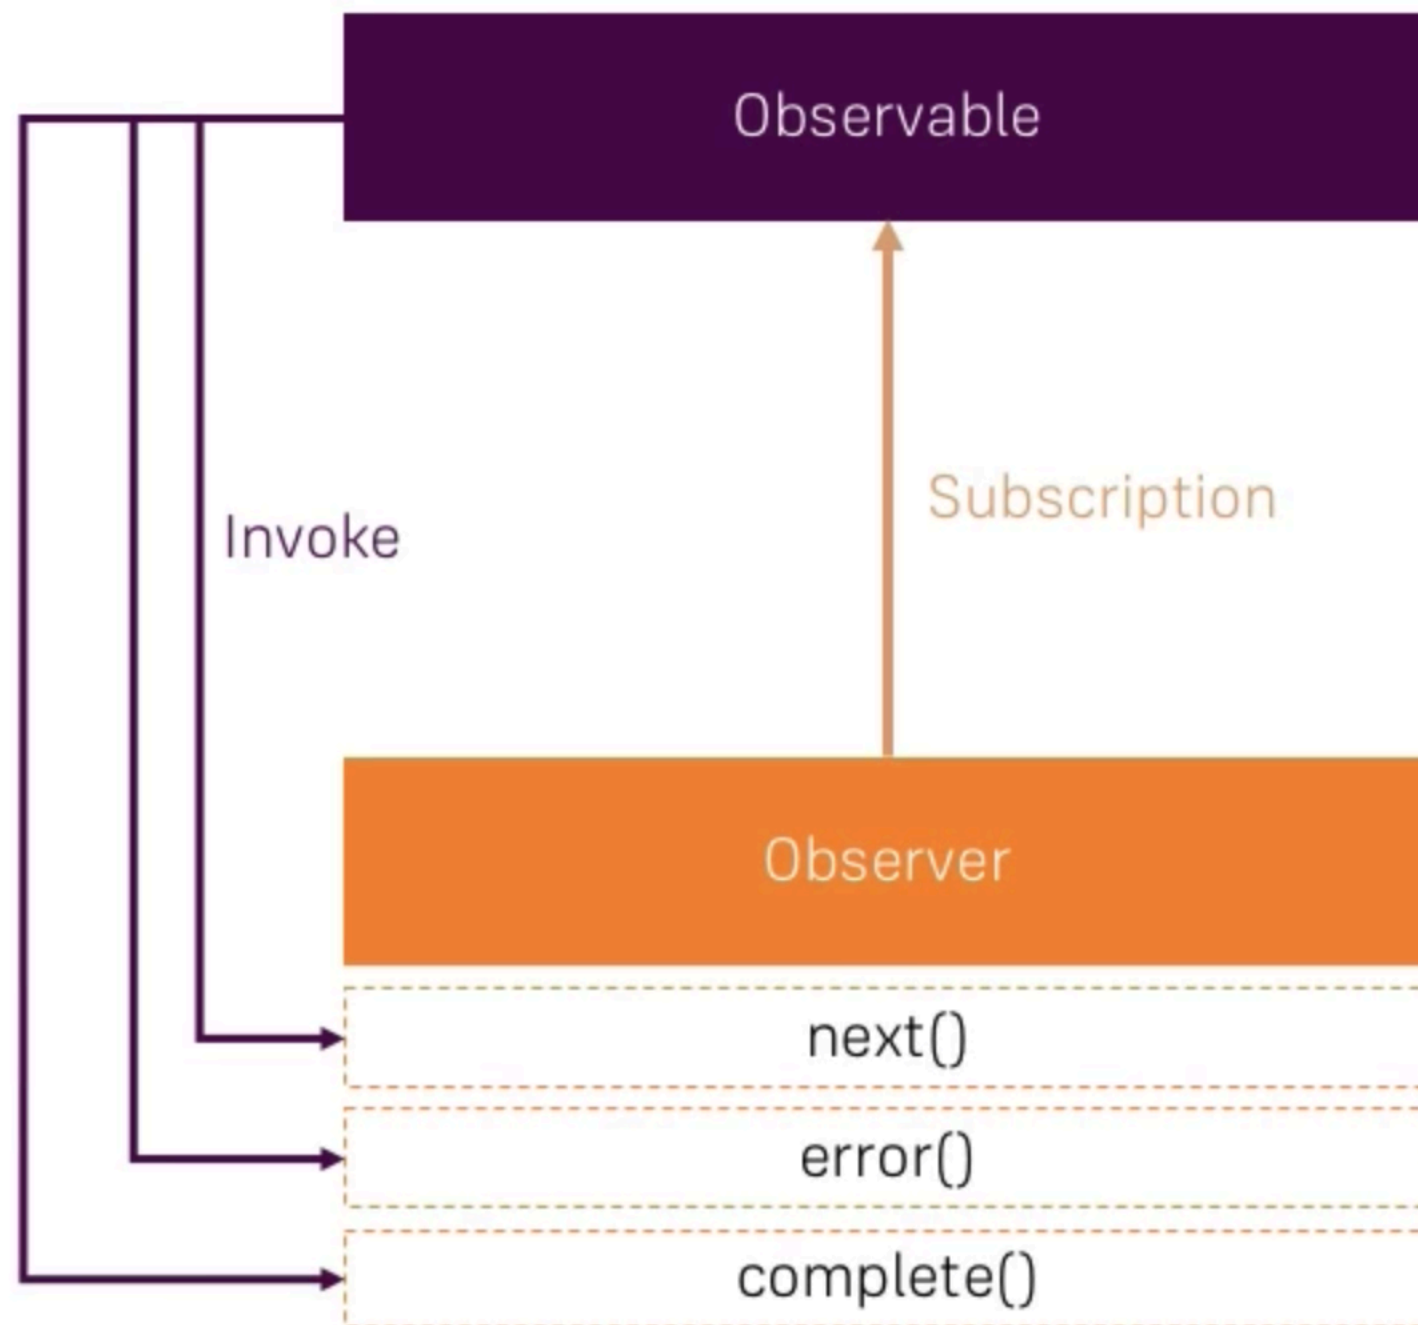 Observable
Subscription
Invoke
Observer
next()
error()
complete()